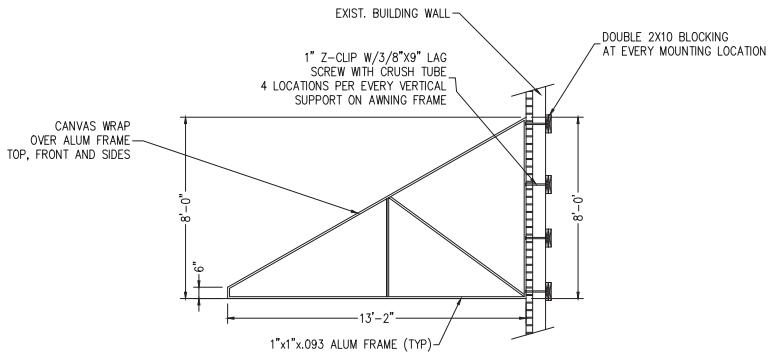 EXIST. BUILDING WALL
DOUBLE 2X10 BLOCKING
AT EVERY MOUNTING LOCATION
1" Z-CLIP W/3/8"X9" LAG
SCREW WITH CRUSH TUBE
4 LOCATIONS PER EVERY VERTICAL
SUPPORT ON AWNING FRAME
CANVAS WRAP
OVER ALUM FRAME
TOP, FRONT AND SIDES
8'-0"
8'-0'
6"
13'-2"
1"x1"x.093 ALUM FRAME (TYP)